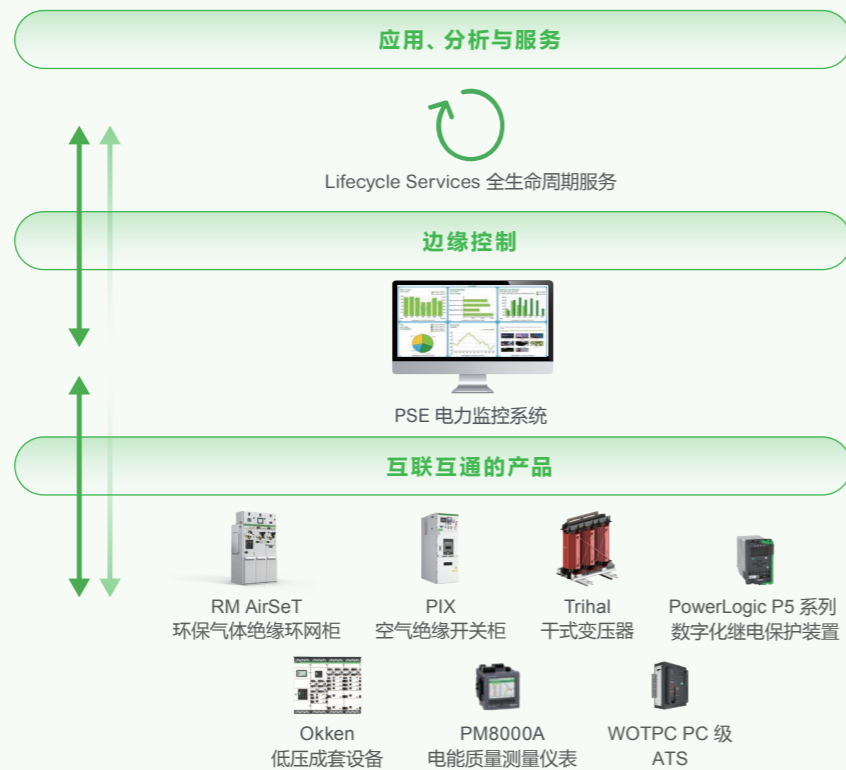 应用、分析与服务
Lifecycle Services 全生命周期服务
边缘控制
PSE 电力监控系统
互联互通的产品
RM AirSeT
环保气体绝缘环网柜
PIX
空气绝缘开关柜
Trihal
干式变压器
PowerLogic P5 系列
数字化继电保护装置
Okken
低压成套设备
PM8000A
电能质量测量仪表
WOTPC PC 级
ATS